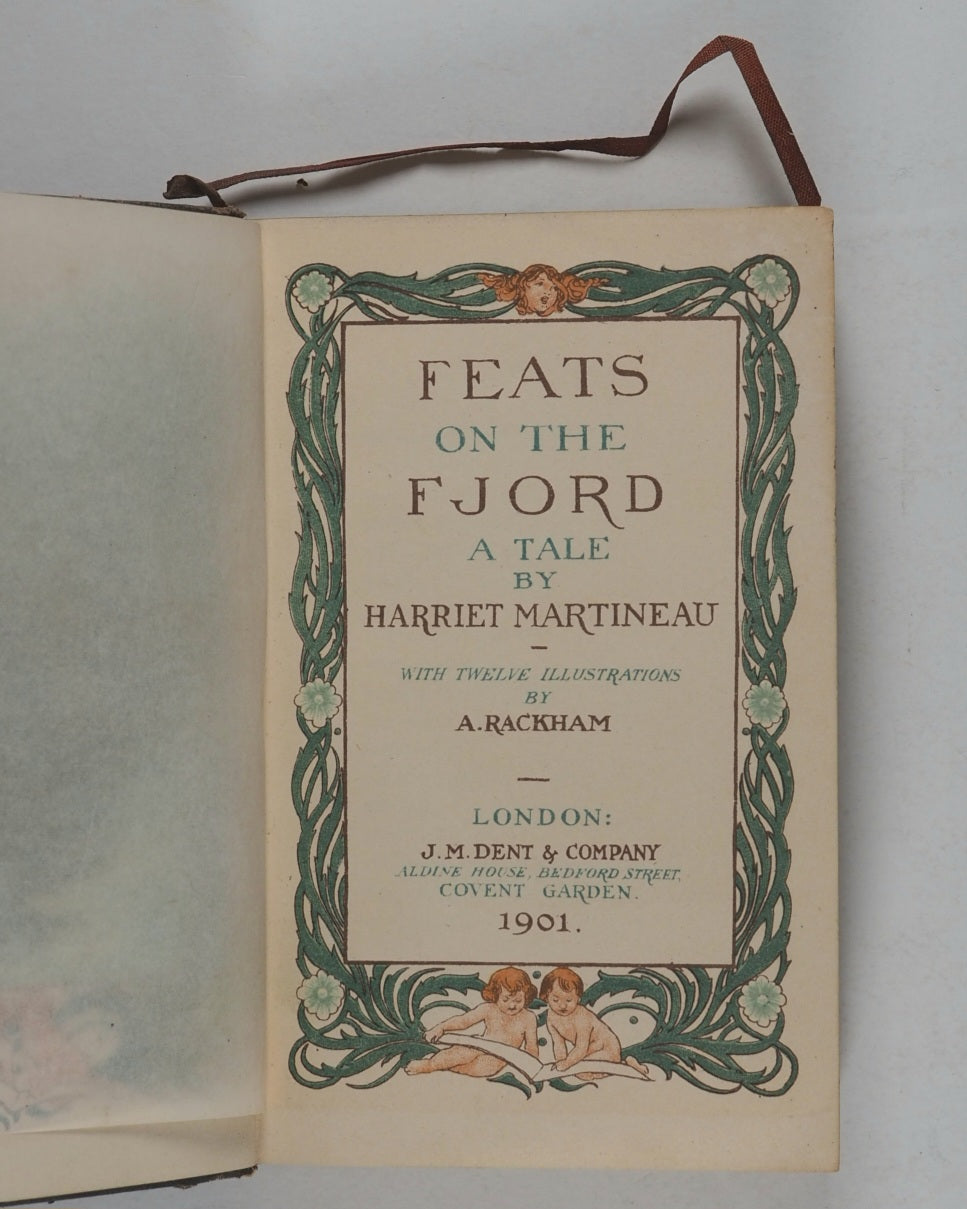 FEATS
ON THE
FJORD
A TALE
BY
HARRIET MARTINEAU
WITH TWELVE ILLUSTRATIONS
BY
A. RACKHAM
LONDON:
J. M. DENT & COMPANY
ALDINE HOUSE, BEDFORD STREET,
COVENT GARDEN.
1901.